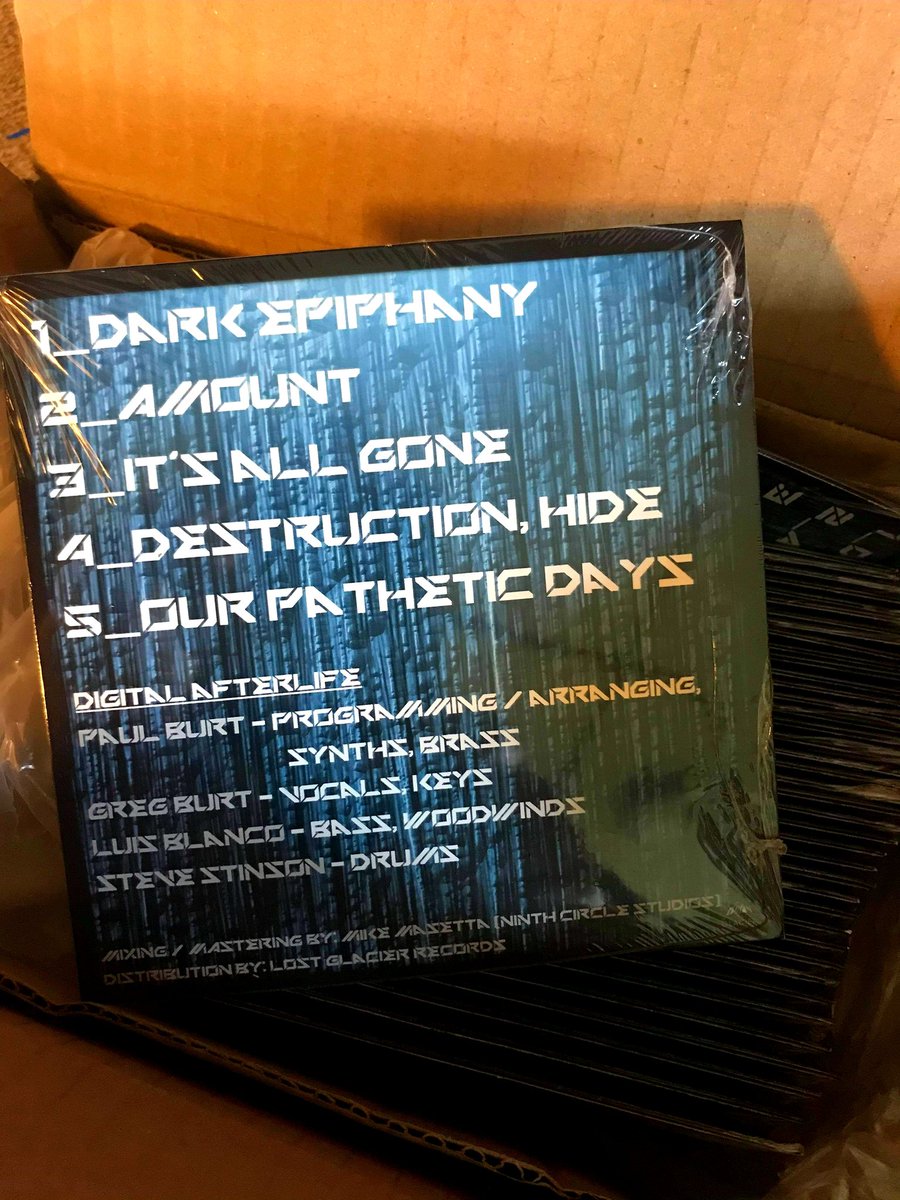 1_DARK EPIPHANY
2_AMOUNT
3_IT'S ALL GONE
4_DESTRUCTION, HIDE
5_OUR PATHETIC DAYS
DIGITAL AFTERLIFE
PAUL BURT - PROGRAMMING / ARRANGING,
SYNTHS, BRASS
GREG BURT - VOCALS, KEYS
LUIS BLANCO - BASS, WOODWINDS
STEVE STINSON - DRUMS
MIXING / MASTERING BY: MIKE MASETTA [NINTH CIRCLE STUDIOS]
DISTRIBUTION BY: LOST GLACIER RECORDS